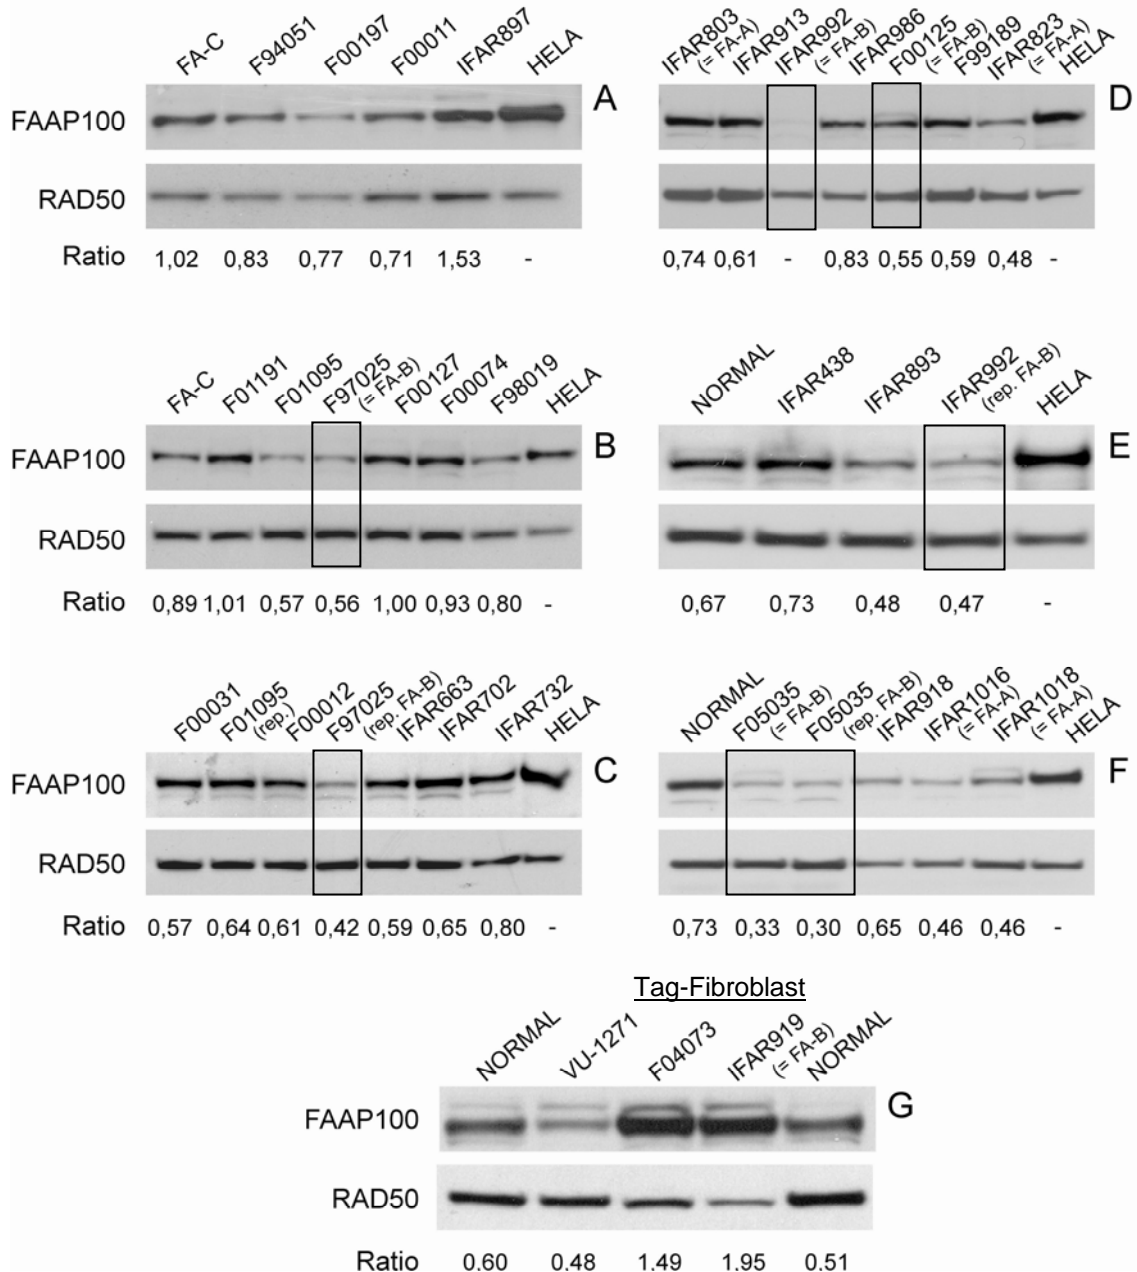 FA-C F94051 F00197 F00011 IFAR897 HELA
FAAP100 A
RAD50
Ratio 1,02 0,83 0,77 0,71 1,53 -
IFAR803 (= FA-A) IFAR913 IFAR992 (= FA-B) IFAR986 F00125 (= FA-B) F99189 IFAR823 (= FA-A) HELA
D
0,74 0,61 - 0,83 0,55 0,59 0,48 -
FA-C F01191 F01095 F97025 (= FA-B) F00127 F00074 F98019 HELA
FAAP100 B
RAD50
Ratio 0,89 1,01 0,57 0,56 1,00 0,93 0,80 -
NORMAL IFAR438 IFAR893 IFAR992 (rep. FA-B) HELA
E
0,67 0,73 0,48 0,47 -
F00031 F01095 (rep.) F00012 F97025 (rep. FA-B) IFAR663 IFAR702 IFAR732 HELA
FAAP100 C
RAD50
Ratio 0,57 0,64 0,61 0,42 0,59 0,65 0,80 -
NORMAL F05035 (= FA-B) F05035 (rep. FA-B) IFAR918 IFAR1016 (= FA-A) IFAR1018 (= FA-A) HELA
F
0,73 0,33 0,30 0,65 0,46 0,46 -
Tag-Fibroblast
NORMAL VU-1271 F04073 IFAR919 (= FA-B) NORMAL
FAAP100 G
RAD50
Ratio 0,60 0,48 1,49 1,95 0,51